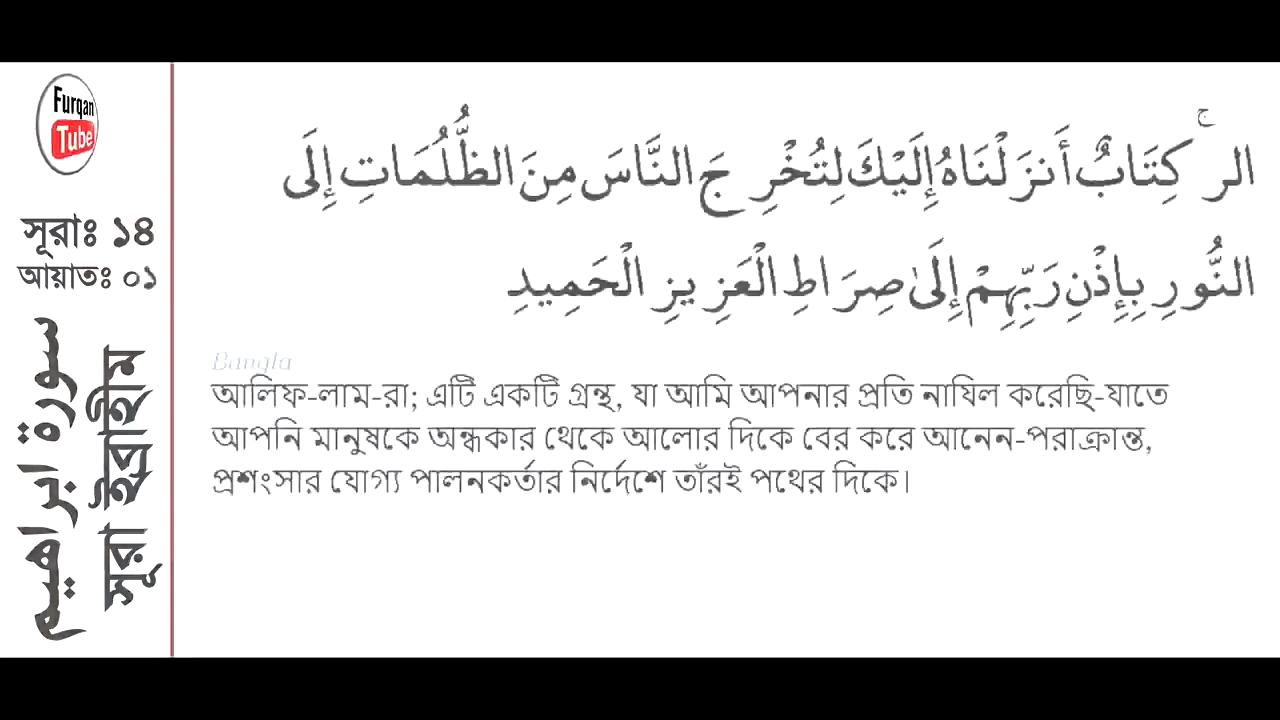 Furqan
Tube
সূরাঃ ১৪
আয়াতঃ ০১
سورة ابراهيم
সূরা ইব্রাহীম
الر ۚ كِتَابٌ أَنزَلْنَاهُ إِلَيْكَ لِتُخْرِجَ النَّاسَ مِنَ الظُّلُمَاتِ إِلَى
النُّورِ بِإِذْنِ رَبِّهِمْ إِلَىٰ صِرَاطِ الْعَزِيزِ الْحَمِيدِ
Bangla
আলিফ-লাম-রা; এটি একটি গ্রন্থ, যা আমি আপনার প্রতি নাযিল করেছি-যাতে
আপনি মানুষকে অন্ধকার থেকে আলোর দিকে বের করে আনেন-পরাক্রান্ত,
প্রশংসার যোগ্য পালনকর্তার নির্দেশে তাঁরই পথের দিকে।